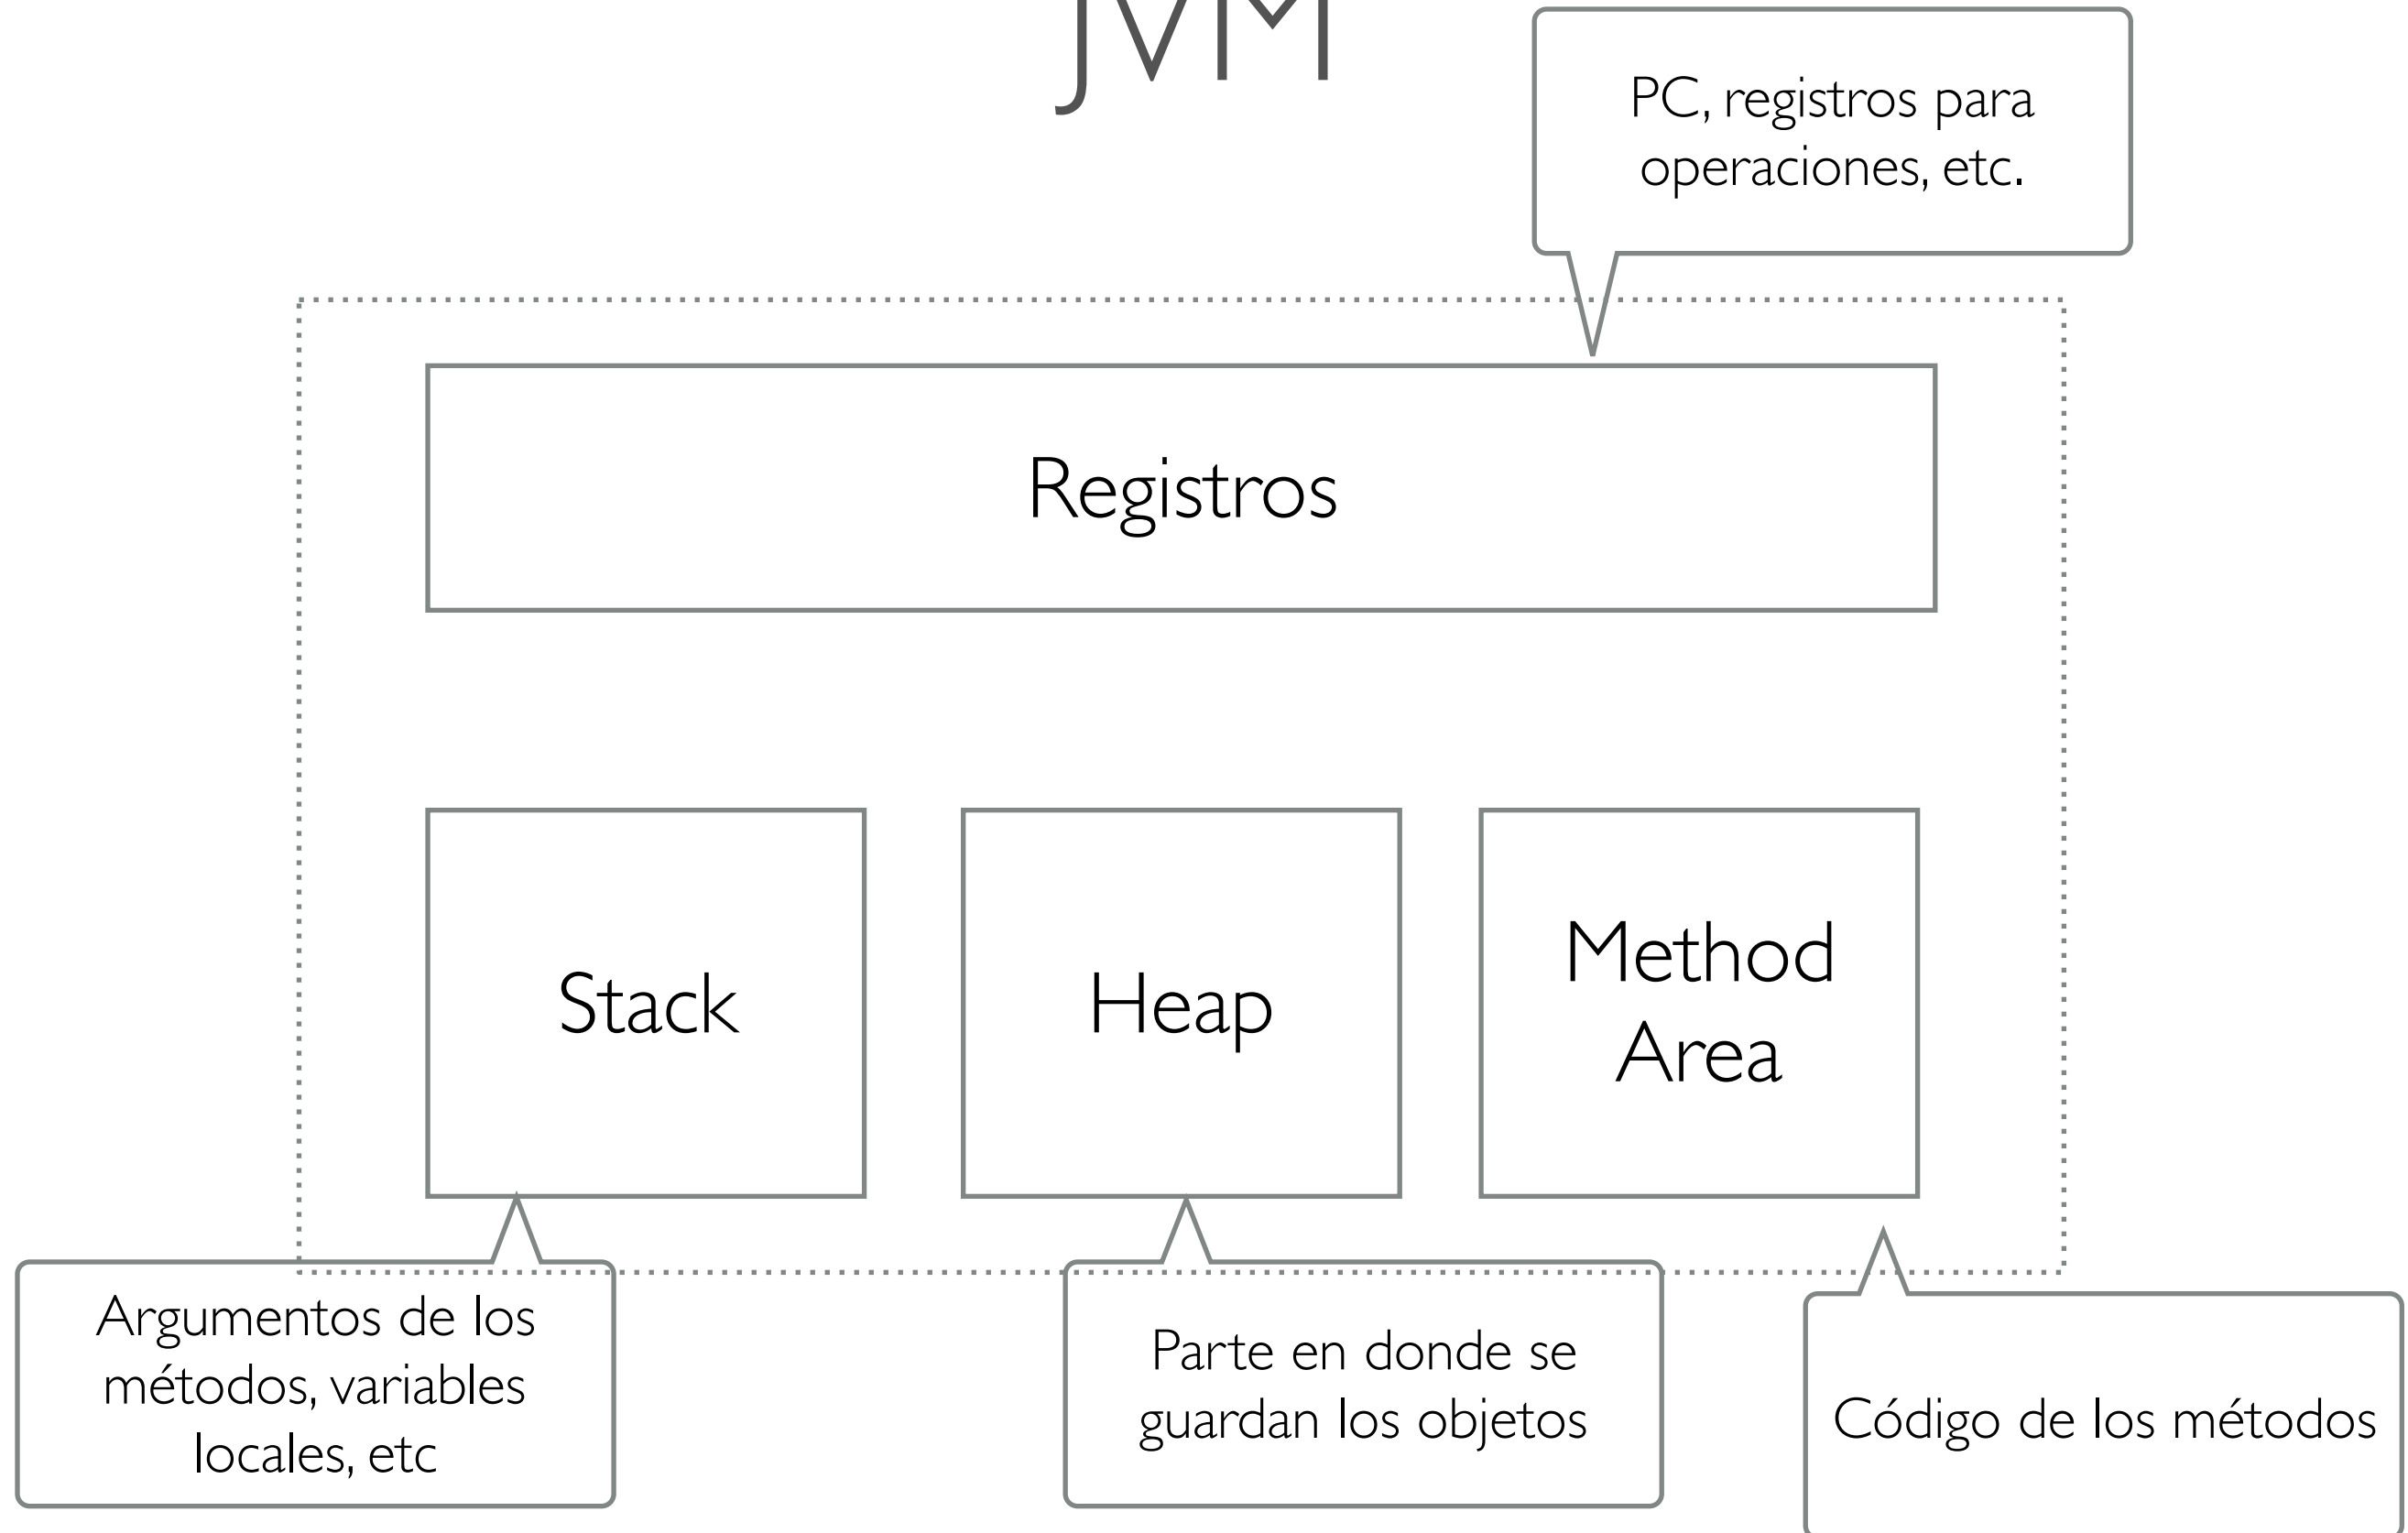 JVM
PC, registros para
operaciones, etc.
Registros
Stack
Heap
Method
Area
Argumentos de los
métodos, variables
locales, etc
Parte en donde se
guardan los objetos
Código de los métodos